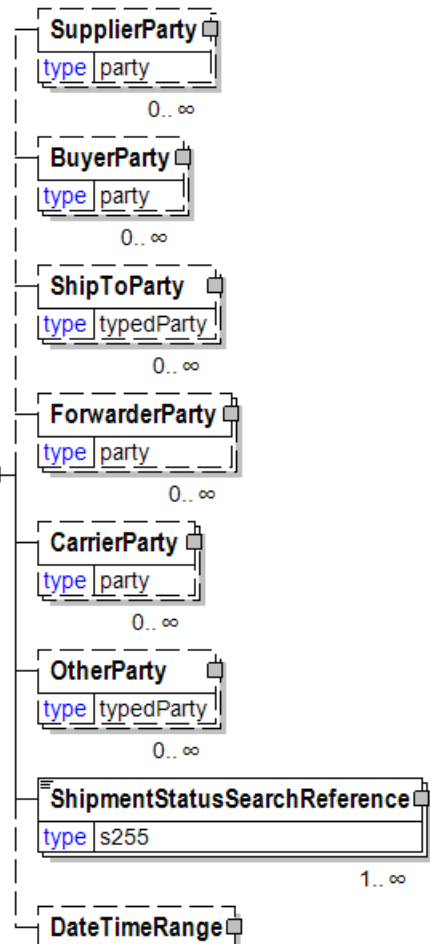 SupplierParty
type party
0.. ∞
BuyerParty
type party
0.. ∞
ShipToParty
type typedParty
0.. ∞
ForwarderParty
type party
0.. ∞
CarrierParty
type party
0.. ∞
OtherParty
type typedParty
0.. ∞
ShipmentStatusSearchReference
type s255
1.. ∞
DateTimeRange